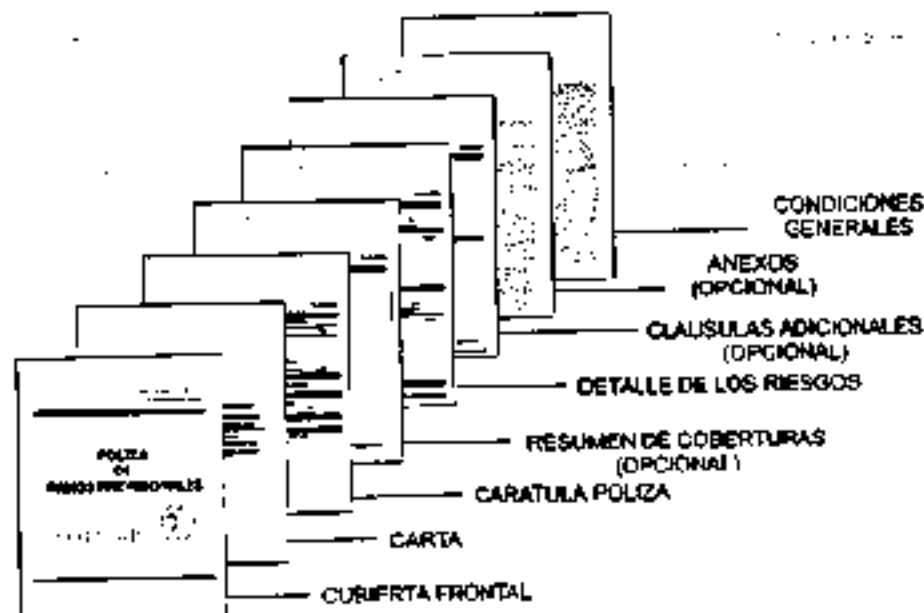 CONDICIONES
GENERALES
ANEXOS
(OPCIONAL)
CLAUSULAS ADICIONALES
(OPCIONAL)
DETALLE DE LOS RIESGOS
RESUMEN DE COBERTURAS
(OPCIONAL)
CARATULA POLIZA
CARTA
CUBIERTA FRONTAL
POLIZA